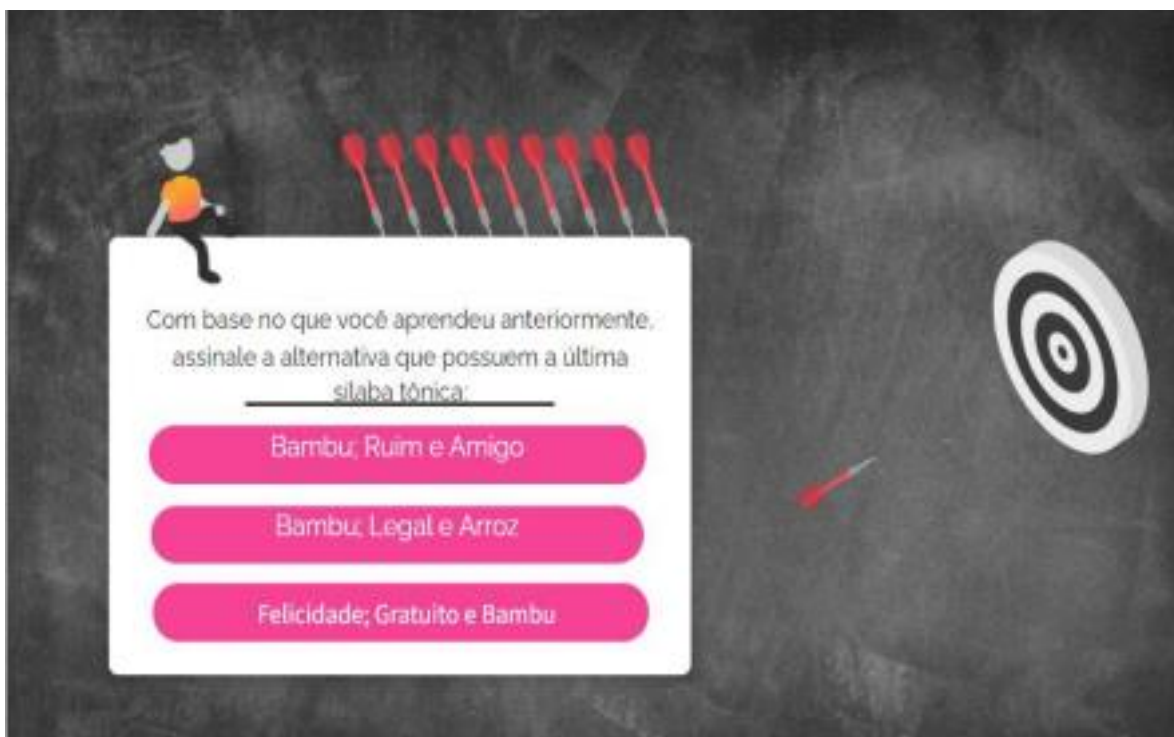 Com base no que você aprendeu anteriormente,
assinale a alternativa que possuem a última
sílaba tônica:
Bambu; Ruim e Amigo
Bambu; Legal e Arroz
Felicidade; Gratuito e Bambu